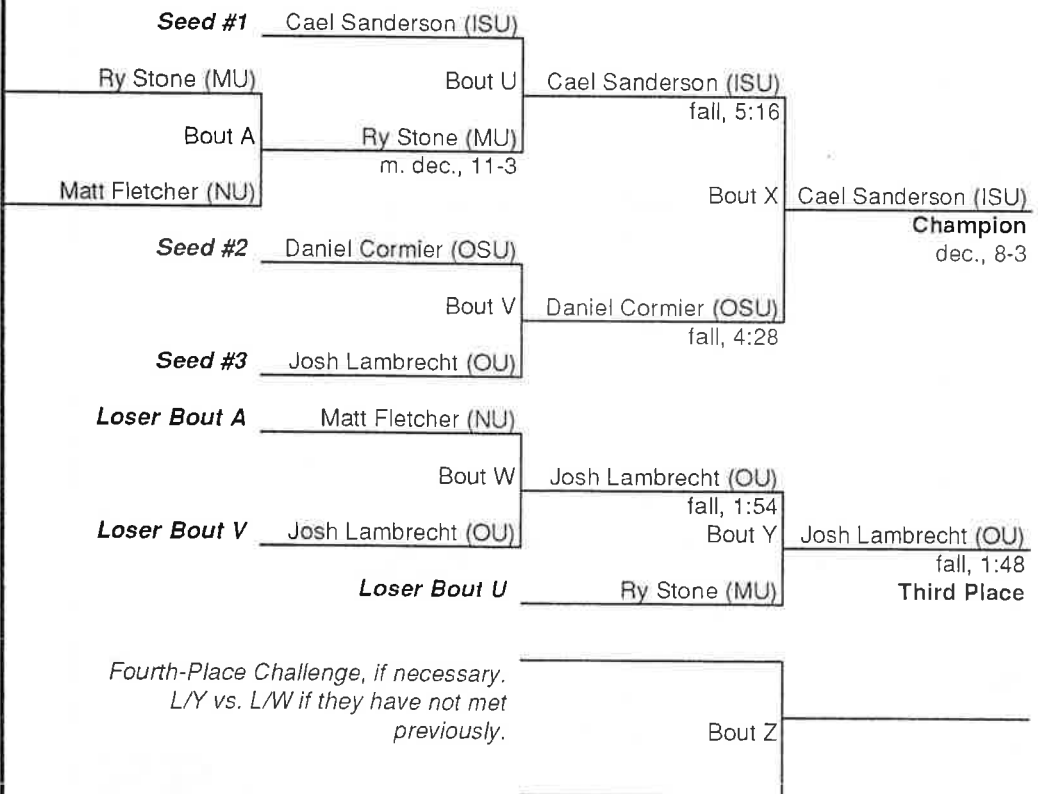 Seed #1 Cael Sanderson (ISU)
Ry Stone (MU)
Bout U
Cael Sanderson (ISU)
fall, 5:16
Bout A
Ry Stone (MU)
m. dec., 11-3
Matt Fletcher (NU)
Bout X
Cael Sanderson (ISU)
Champion
dec., 8-3
Seed #2 Daniel Cormier (OSU)
Bout V
Daniel Cormier (OSU)
fall, 4:28
Seed #3 Josh Lambrecht (OU)
Loser Bout A Matt Fletcher (NU)
Bout W
Josh Lambrecht (OU)
fall, 1:54
Loser Bout V Josh Lambrecht (OU)
Bout Y
Josh Lambrecht (OU)
fall, 1:48
Third Place
Loser Bout U Ry Stone (MU)
Fourth-Place Challenge, if necessary.
L/Y vs. L/W if they have not met
previously.
Bout Z